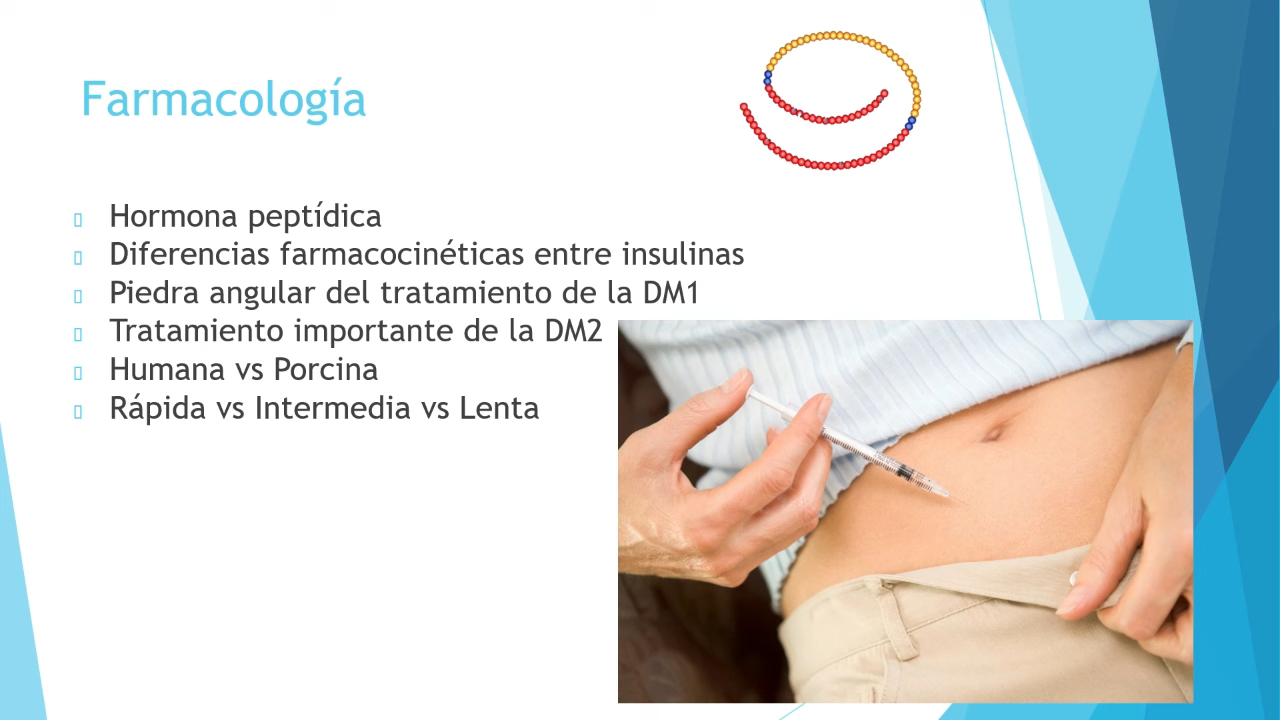 Farmacología
Hormona peptídica
Diferencias farmacocinéticas entre insulinas
Piedra angular del tratamiento de la DM1
Tratamiento importante de la DM2
Humana vs Porcina
Rápida vs Intermedia vs Lenta